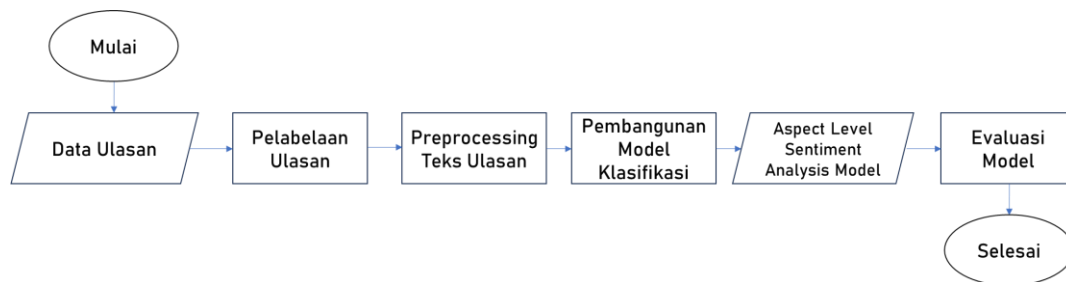 Mulai
Data Ulasan
Pelabelaan
Ulasan
Preprocessing
Teks Ulasan
Pembangunan
Model
Klasifikasi
Aspect Level
Sentiment
Analysis Model
Evaluasi
Model
Selesai